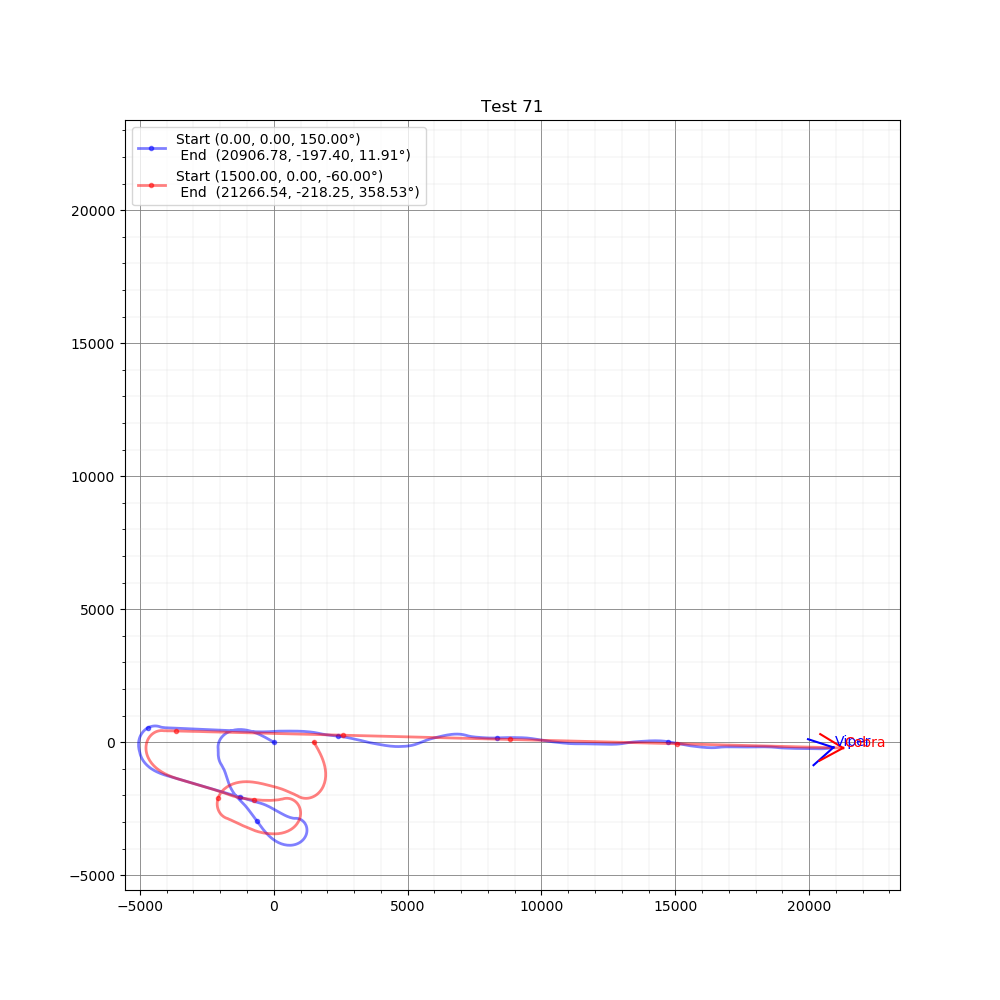 Test 71
Start (0.00, 0.00, 150.00°)
End (20906.78, -197.40, 11.91°)
Start (1500.00, 0.00, -60.00°)
End (21266.54, -218.25, 358.53°)
20000
15000
10000
5000
0
−5000
Viper
Cobra
−5000 0 5000 10000 15000 20000